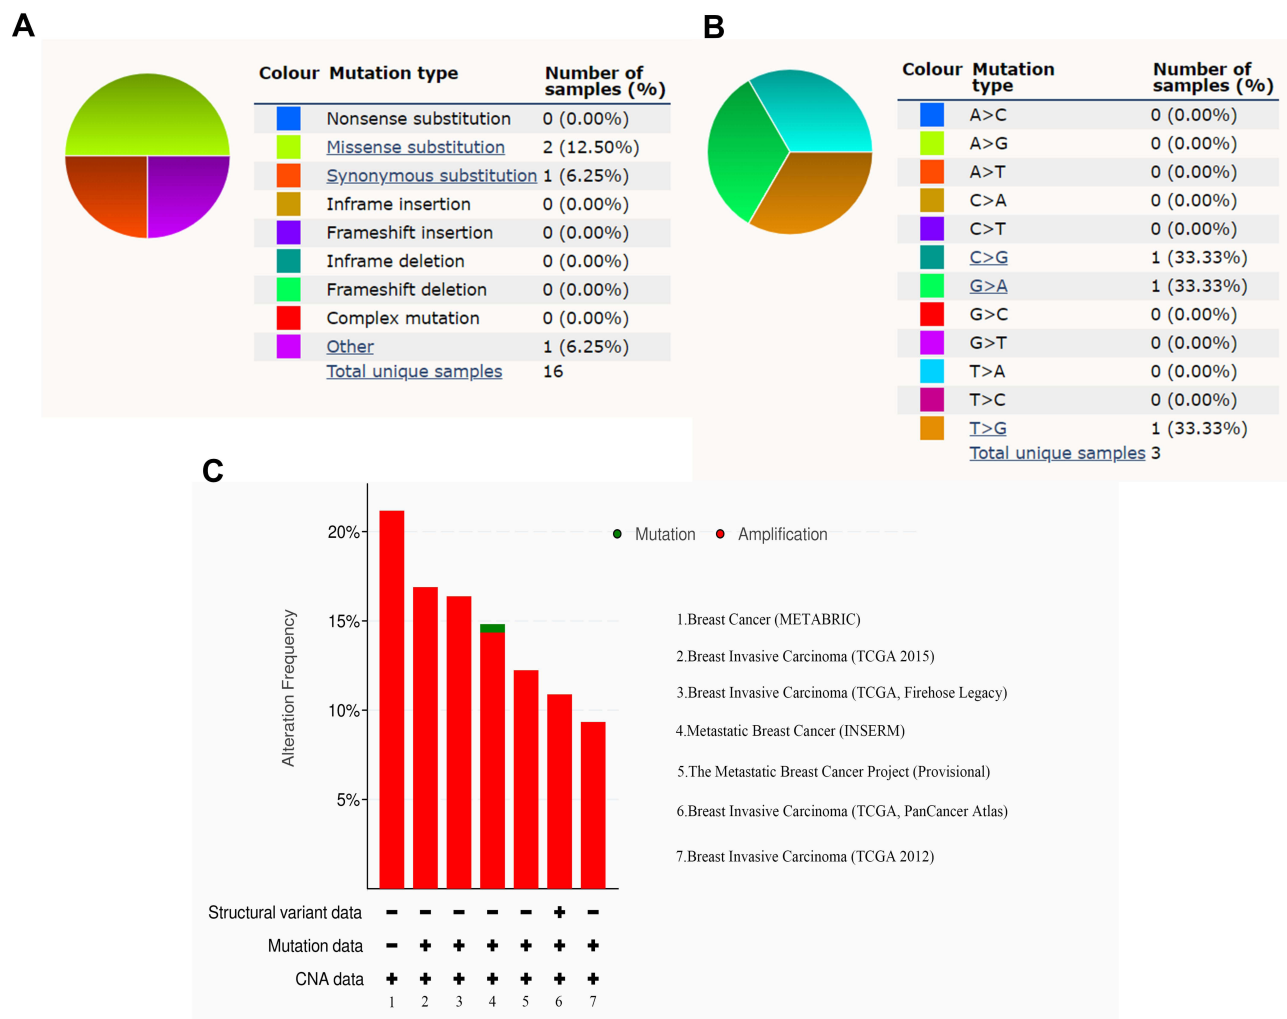 A
Colour Mutation type Number of
samples (%)
Nonsense substitution 0 (0.00%)
Missense substitution 2 (12.50%)
Synonymous substitution 1 (6.25%)
Inframe insertion 0 (0.00%)
Frameshift insertion 0 (0.00%)
Inframe deletion 0 (0.00%)
Frameshift deletion 0 (0.00%)
Complex mutation 0 (0.00%)
Other 1 (6.25%)
Total unique samples 16
B
Colour Mutation Number of
type samples (%)
A>C 0 (0.00%)
A>G 0 (0.00%)
A>T 0 (0.00%)
C>A 0 (0.00%)
C>T 0 (0.00%)
C>G 1 (33.33%)
G>A 1 (33.33%)
G>C 0 (0.00%)
G>T 0 (0.00%)
T>A 0 (0.00%)
T>C 0 (0.00%)
T>G 1 (33.33%)
Total unique samples 3
C
Alteration Frequency
20%
15%
10%
5%
Mutation Amplification
1.Breast Cancer (METABRIC)
2.Breast Invasive Carcinoma (TCGA 2015)
3.Breast Invasive Carcinoma (TCGA, Firehose Legacy)
4.Metastatic Breast Cancer (INSERM)
5.The Metastatic Breast Cancer Project (Provisional)
6.Breast Invasive Carcinoma (TCGA, PanCancer Atlas)
7.Breast Invasive Carcinoma (TCGA 2012)
Structural variant data - - - - - + -
Mutation data - + + + + + +
CNA data + + + + + + +
1 2 3 4 5 6 7